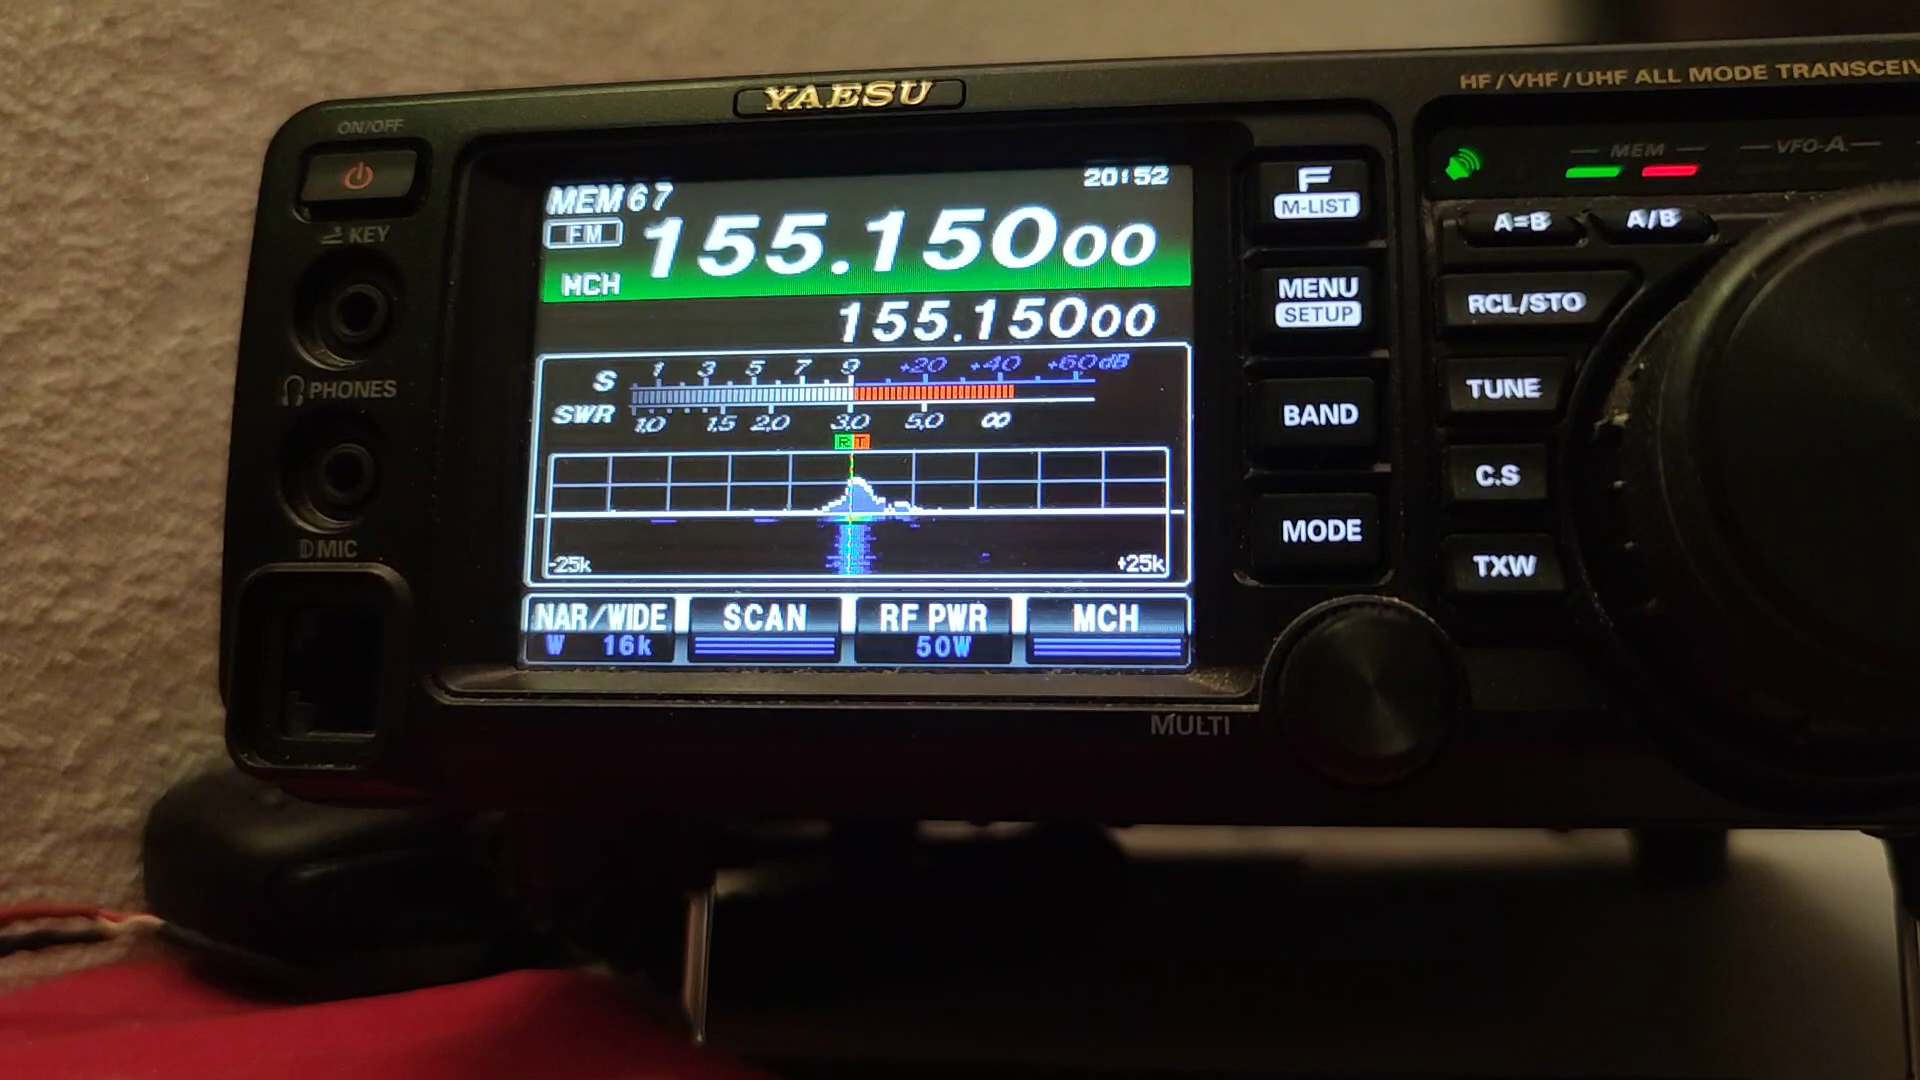 YAESU
HF/VHF/UHF ALL MODE
ON/OFF
KEY
PHONES
MIC
MEM67
20:52
FM
155.15000
MCH
155.15000
S 1 3 5 7 9 +20 +40 +60dB
SWR 1.0 1.5 2.0 3.0 5.0 ∞
R T
-25k
+25k
NAR/WIDE
W 16k
SCAN
RF PWR
50W
MCH
MULTI
F
M-LIST
MENU
SETUP
BAND
MODE
MEM
VFO-A
A=B
A/B
RCL/STO
TUNE
C.S
TXW